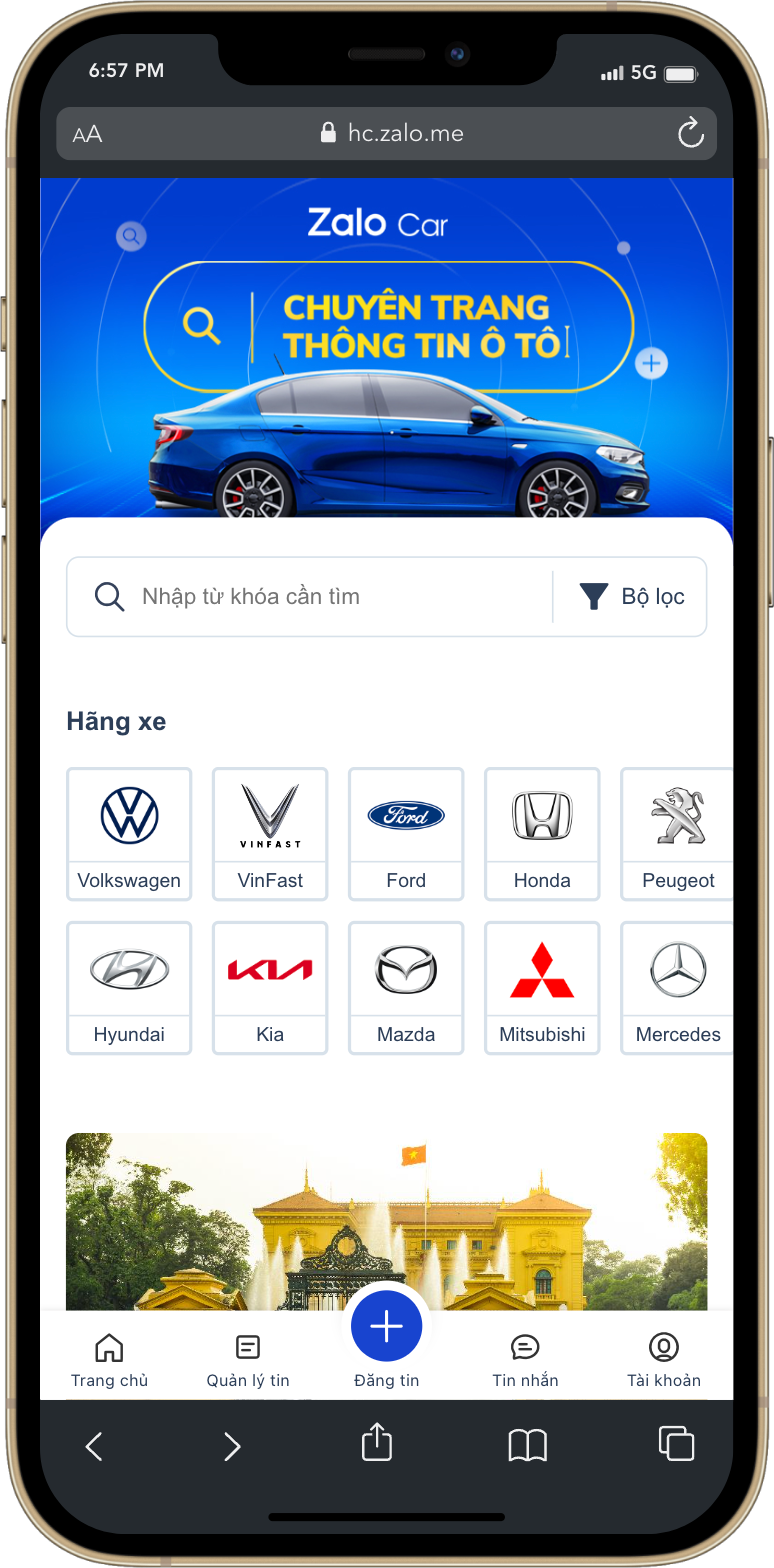 6:57 PM
5G
AA
hc.zalo.me
Zalo Car
CHUYÊN TRANG
THÔNG TIN Ô TÔ
Nhập từ khóa cần tìm
Bộ lọc
Hãng xe
VINFAST
Ford
Volkswagen
VinFast
Ford
Honda
Peugeot
KIA
Hyundai
Kia
Mazda
Mitsubishi
Mercedes
Trang chủ
Quản lý tin
Đăng tin
Tin nhắn
Tài khoản